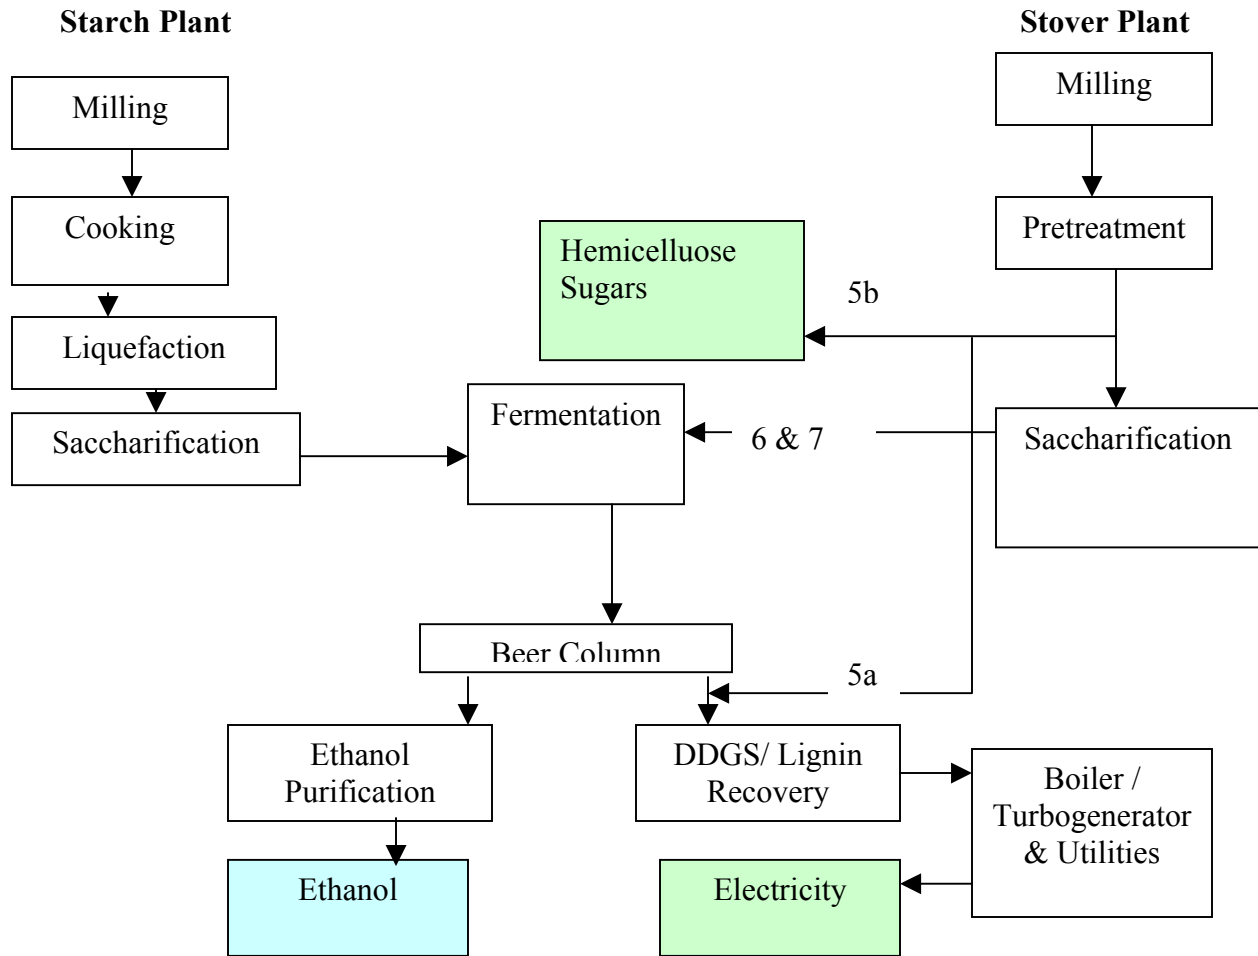 Starch Plant
Stover Plant
Milling
Milling
Cooking
Pretreatment
Hemicelluose
Sugars
5b
Liquefaction
Fermentation
Saccharification
6 & 7
Saccharification
Beer Column
5a
Ethanol
Purification
DDGS/ Lignin
Recovery
Boiler /
Turbogenerator
& Utilities
Ethanol
Electricity